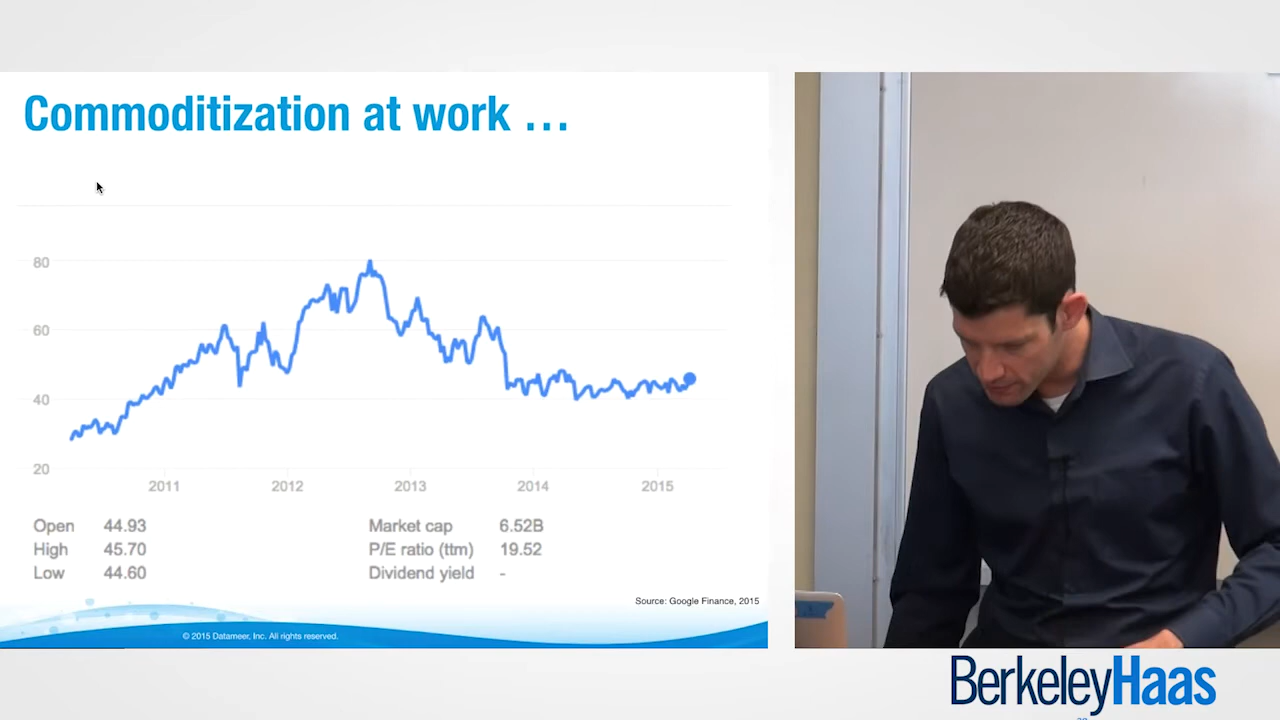 Commoditization at work …
80
60
40
20
2011 2012 2013 2014 2015
Open 44.93 Market cap 6.52B
High 45.70 P/E ratio (ttm) 19.52
Low 44.60 Dividend yield -
Source: Google Finance, 2015
© 2015 Datameer, Inc. All rights reserved.
BerkeleyHaas